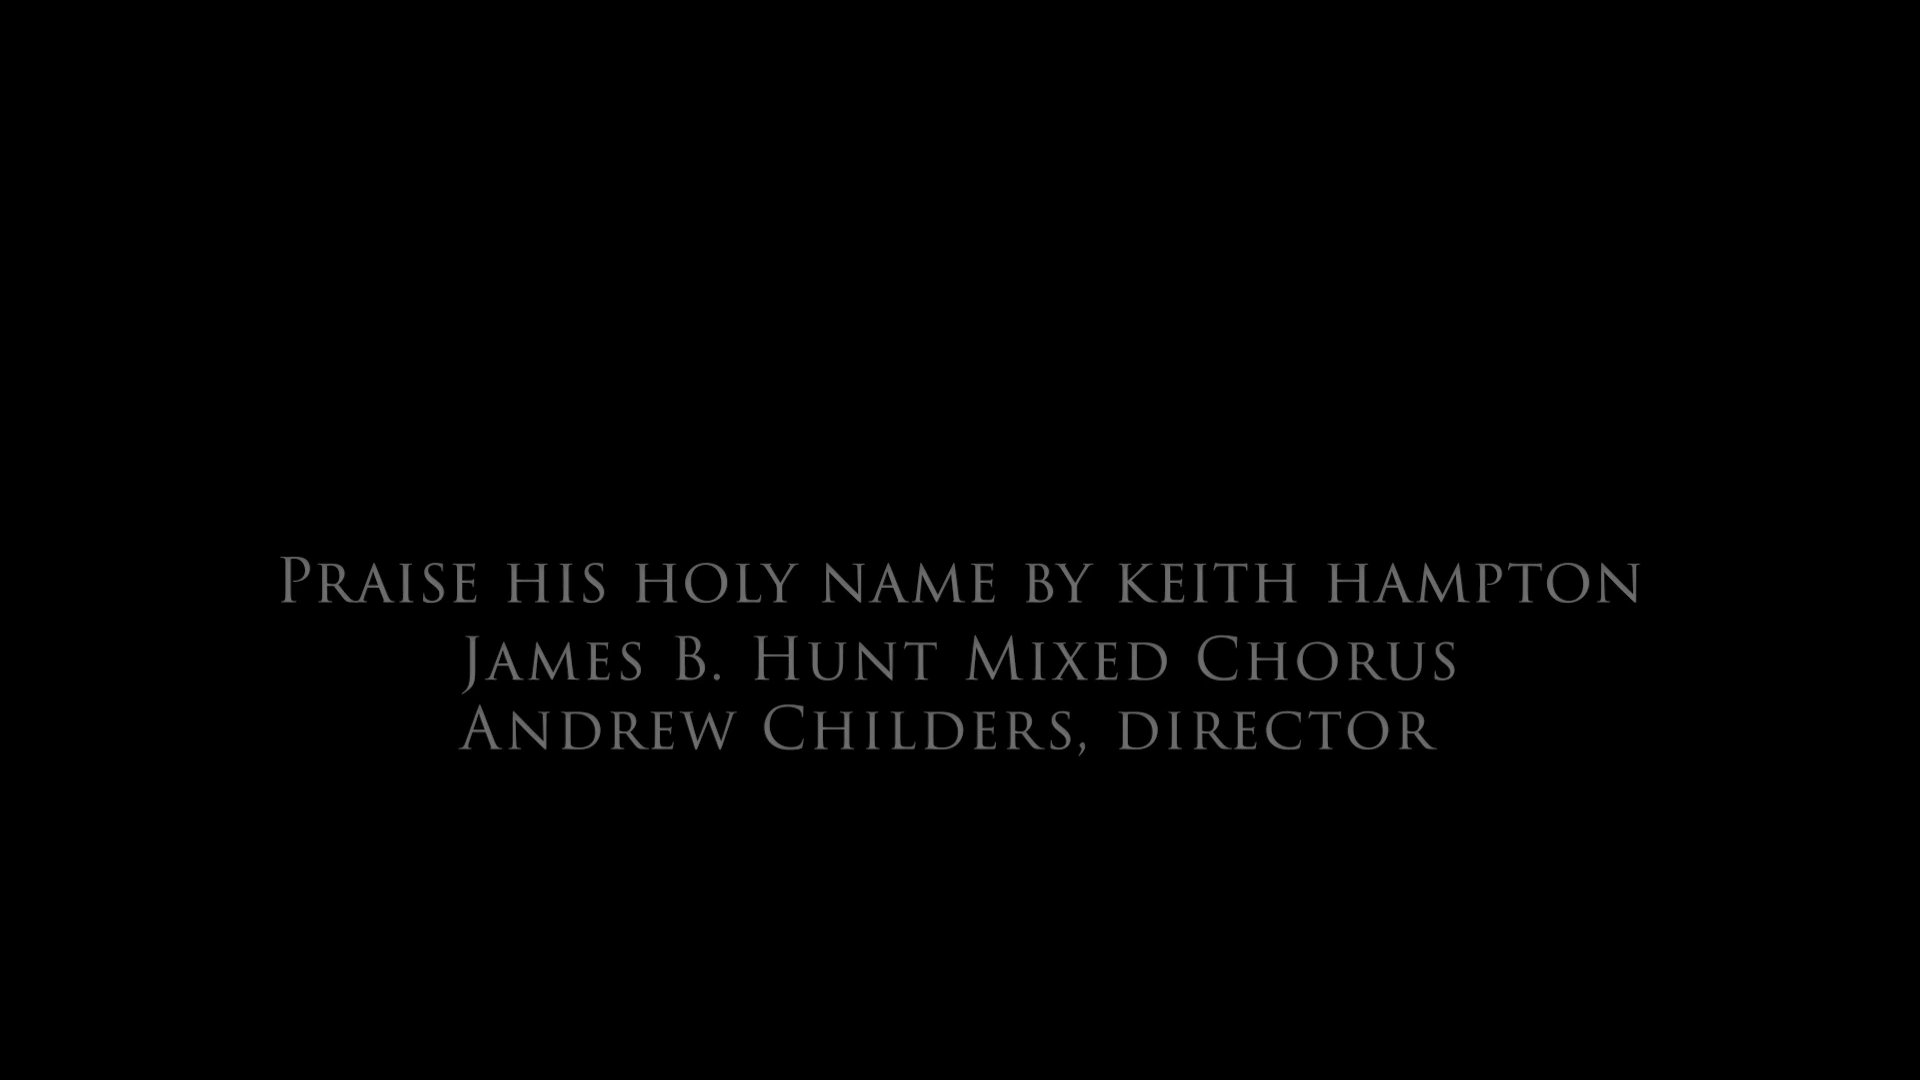 Praise his holy name by keith hampton
James B. Hunt Mixed Chorus
Andrew Childers, director